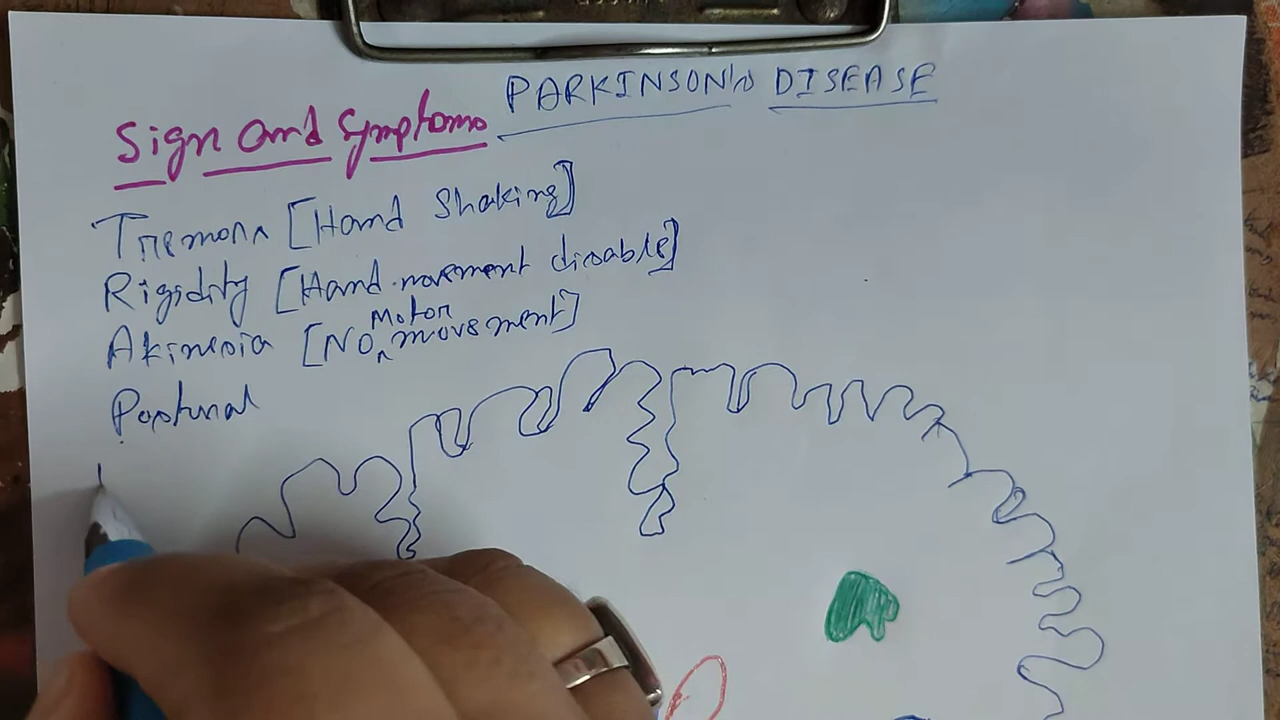 PARKINSON's DISEASE
Sign and Symptoms
Tremors [Hand Shaking]
Rigidity [Hand movement disable]
Akinesia [NO Motor movement]
Postural